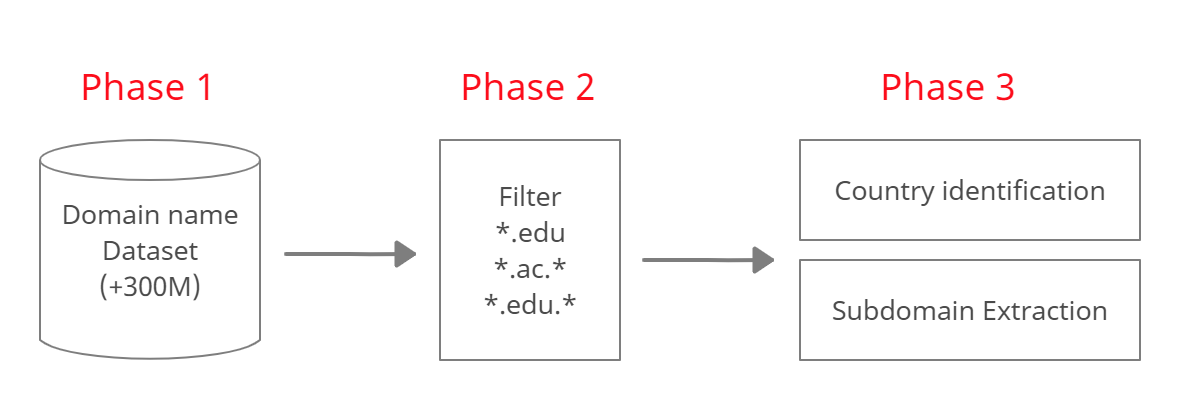 Phase 1
Phase 2
Phase 3
Domain name
Dataset
(+300M)
Filter
*.edu
*.ac.*
*.edu.*
Country identification
Subdomain Extraction